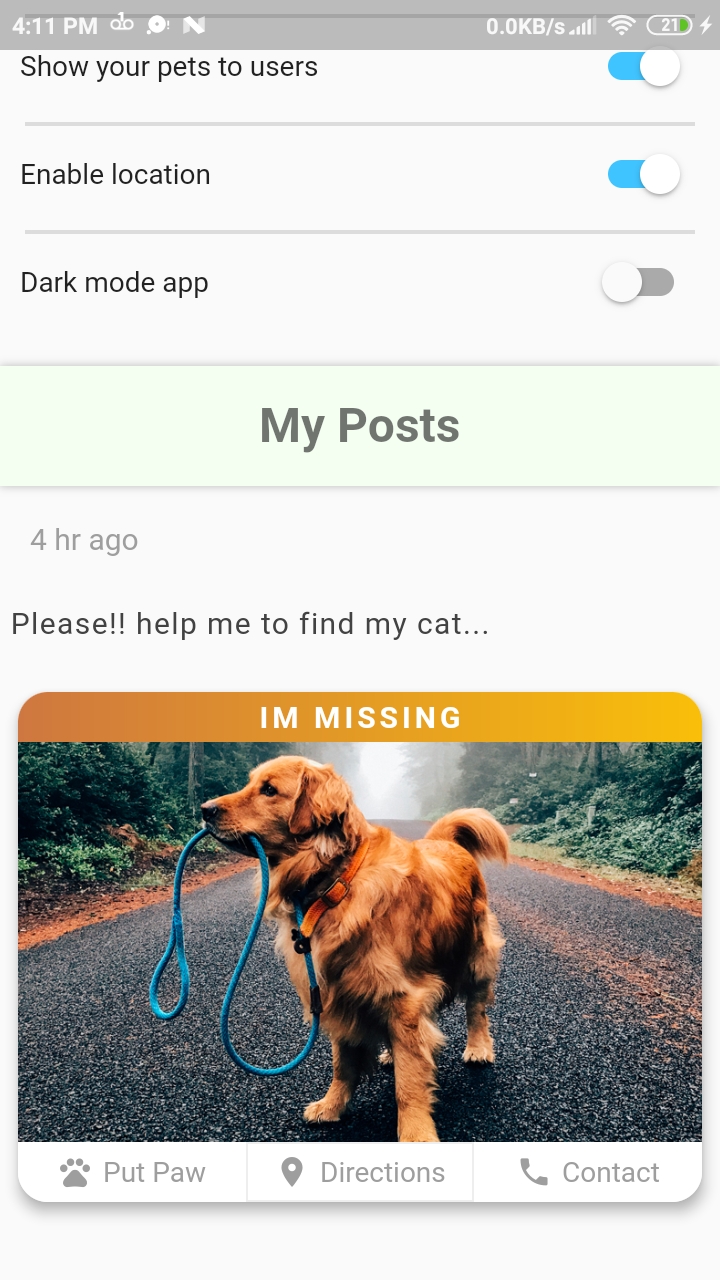 4:11 PM 0.0KB/s 21
Show your pets to users
Enable location
Dark mode app
My Posts
4 hr ago
Please!! help me to find my cat...
IM MISSING
Put Paw Directions Contact